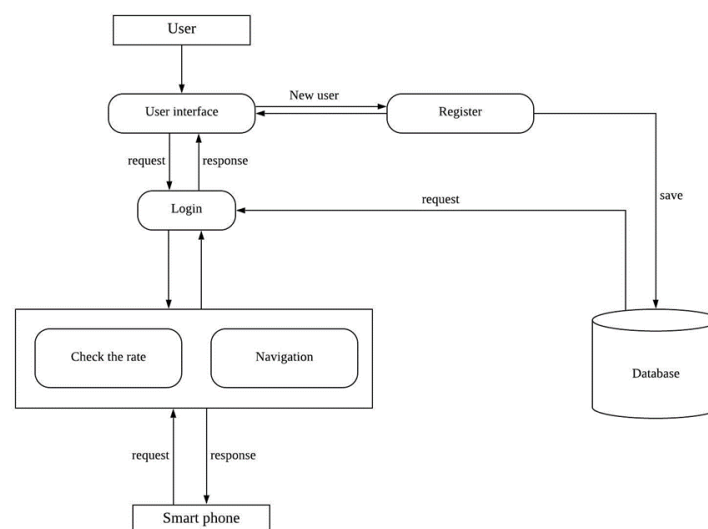 User
New user
User interface
Register
request
response
Login
request
save
Check the rate
Navigation
Database
request
response
Smart phone